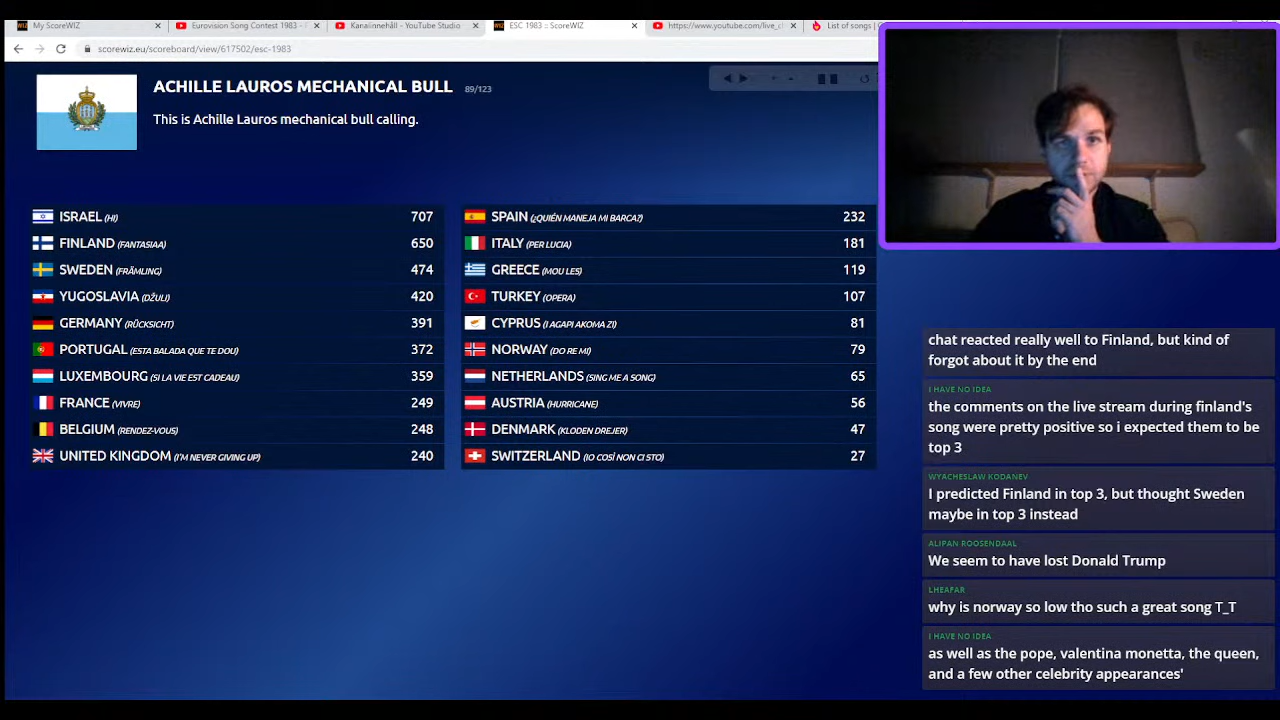 My ScoreWIZ
Eurovision Song Contest 1983 -
Kanalinnehåll - YouTube Studio
ESC 1983 :: ScoreWIZ
https://www.youtube.com/live_cl
List of songs |
scorewiz.eu/scoreboard/view/617502/esc-1983
ACHILLE LAUROS MECHANICAL BULL 89/123
This is Achille Lauros mechanical bull calling.
ISRAEL (HI) 707
FINLAND (FANTASIAA) 650
SWEDEN (FRÄMLING) 474
YUGOSLAVIA (DŽULI) 420
GERMANY (RÜCKSICHT) 391
PORTUGAL (ESTA BALADA QUE TE DOU) 372
LUXEMBOURG (SI LA VIE EST CADEAU) 359
FRANCE (VIVRE) 249
BELGIUM (RENDEZ-VOUS) 248
UNITED KINGDOM (I'M NEVER GIVING UP) 240
SPAIN (¿QUIÉN MANEJA MI BARCA?) 232
ITALY (PER LUCIA) 181
GREECE (MOU LES) 119
TURKEY (OPERA) 107
CYPRUS (I AGAPI AKOMA ZI) 81
NORWAY (DO RE MI) 79
NETHERLANDS (SING ME A SONG) 65
AUSTRIA (HURRICANE) 56
DENMARK (KLODEN DREJER) 47
SWITZERLAND (IO COSÌ NON CI STO) 27
chat reacted really well to Finland, but kind of
forgot about it by the end
I HAVE NO IDEA
the comments on the live stream during finland's
song were pretty positive so i expected them to be
top 3
WYACHESLAW KODANEV
I predicted Finland in top 3, but thought Sweden
maybe in top 3 instead
ALIPAN ROOSENDAAL
We seem to have lost Donald Trump
LHEAFAR
why is norway so low tho such a great song T_T
I HAVE NO IDEA
as well as the pope, valentina monetta, the queen,
and a few other celebrity appearances'